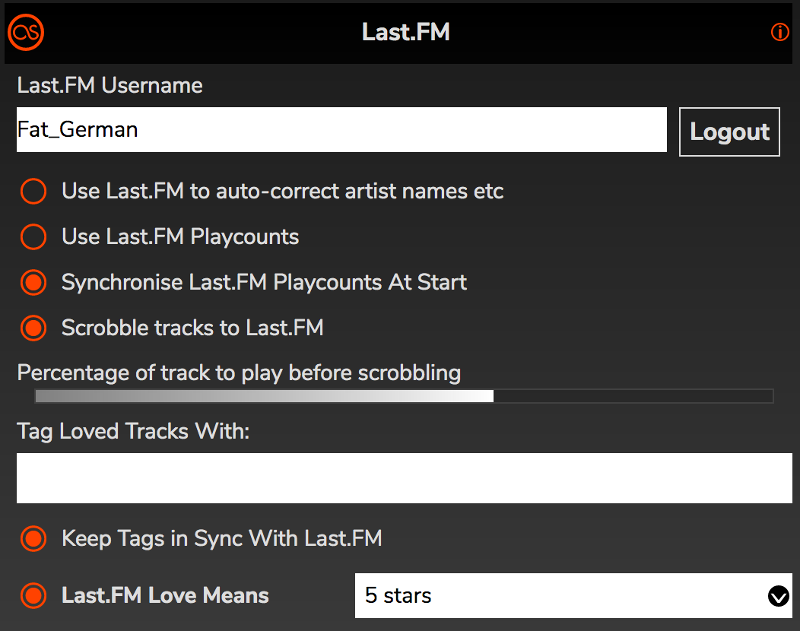 Last.FM
Last.FM Username
Fat_German
Logout
Use Last.FM to auto-correct artist names etc
Use Last.FM Playcounts
Synchronise Last.FM Playcounts At Start
Scrobble tracks to Last.FM
Percentage of track to play before scrobbling
Tag Loved Tracks With:
Keep Tags in Sync With Last.FM
Last.FM Love Means
5 stars